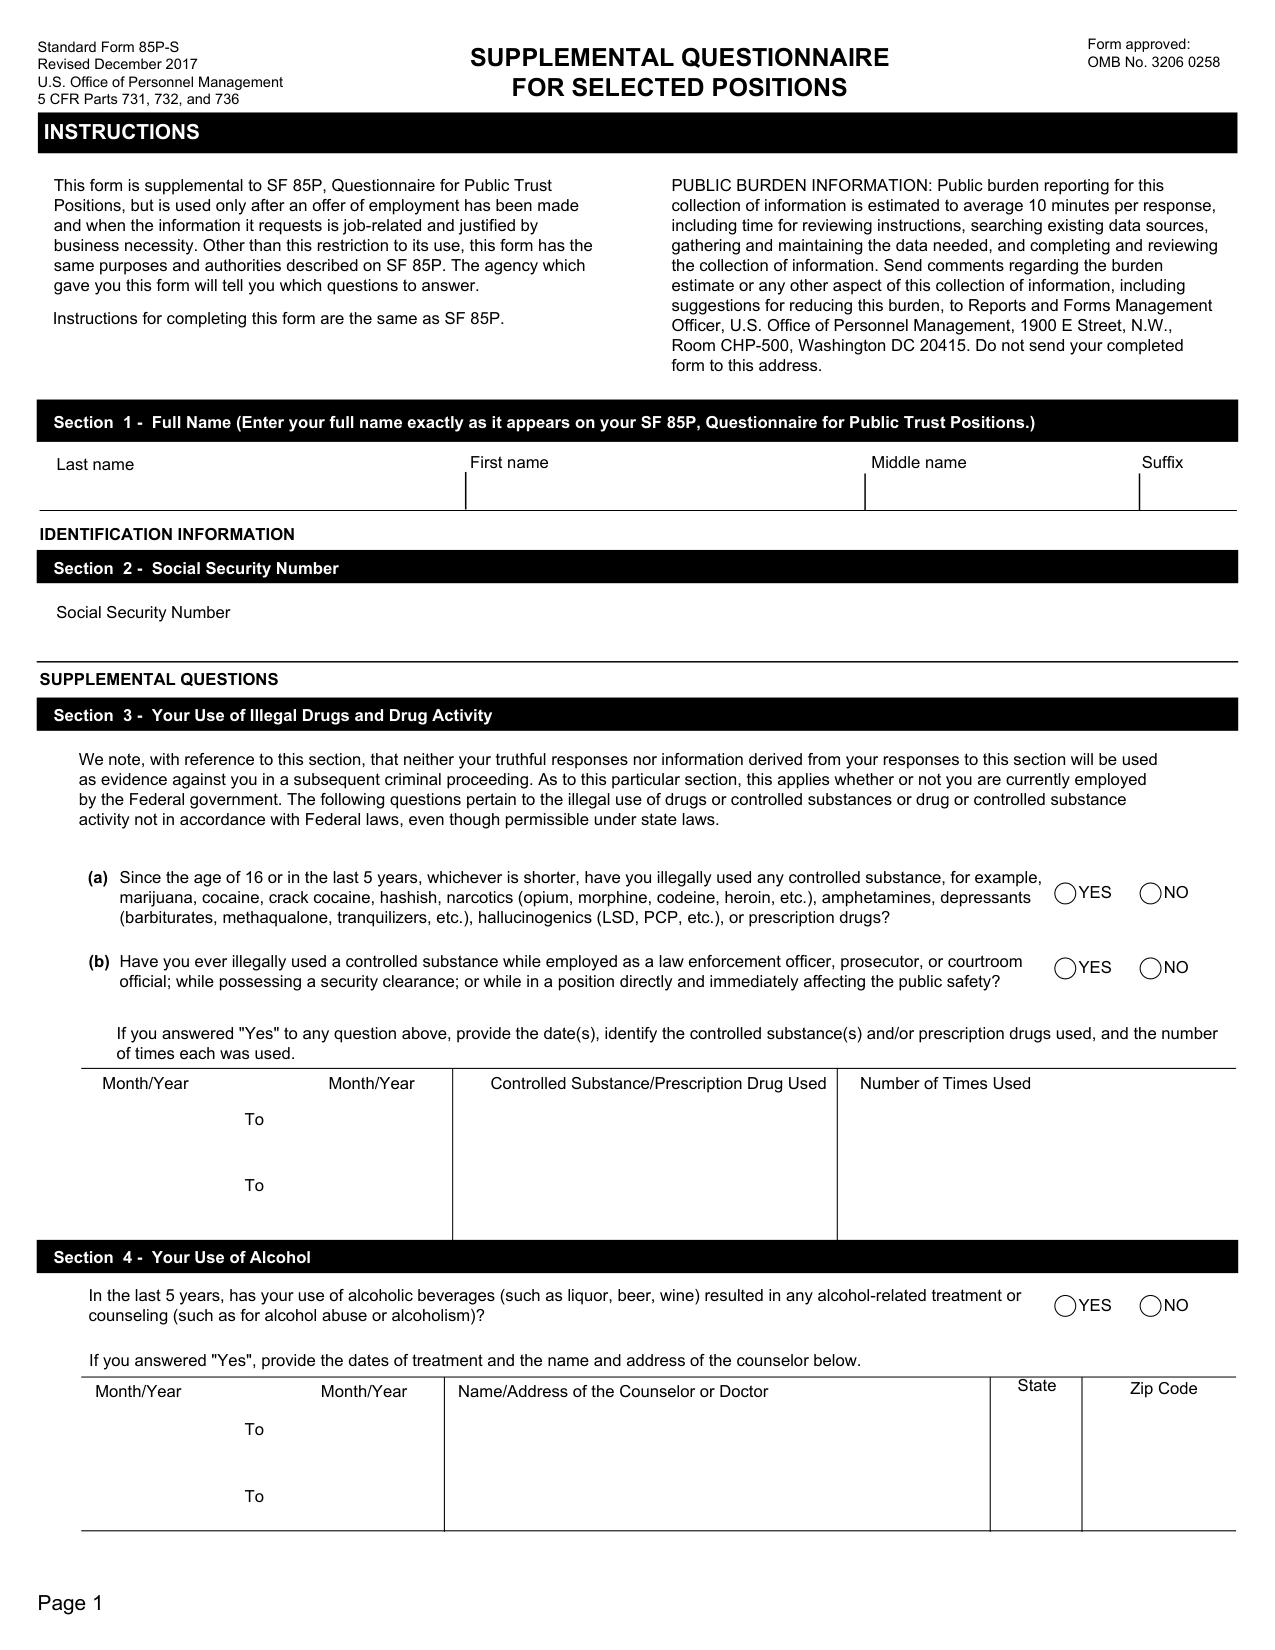 Standard Form 85P-S
Revised December 2017
U.S. Office of Personnel Management
5 CFR Parts 731, 732, and 736
SUPPLEMENTAL QUESTIONNAIRE
FOR SELECTED POSITIONS
Form approved:
OMB No. 3206 0258
INSTRUCTIONS
This form is supplemental to SF 85P, Questionnaire for Public Trust
Positions, but is used only after an offer of employment has been made
and when the information it requests is job-related and justified by
business necessity. Other than this restriction to its use, this form has the
same purposes and authorities described on SF 85P. The agency which
gave you this form will tell you which questions to answer.
Instructions for completing this form are the same as SF 85P.
PUBLIC BURDEN INFORMATION: Public burden reporting for this
collection of information is estimated to average 10 minutes per response,
including time for reviewing instructions, searching existing data sources,
gathering and maintaining the data needed, and completing and reviewing
the collection of information. Send comments regarding the burden
estimate or any other aspect of this collection of information, including
suggestions for reducing this burden, to Reports and Forms Management
Officer, U.S. Office of Personnel Management, 1900 E Street, N.W.,
Room CHP-500, Washington DC 20415. Do not send your completed
form to this address.
Section 1 - Full Name (Enter your full name exactly as it appears on your SF 85P, Questionnaire for Public Trust Positions.)
Last name First name Middle name Suffix
IDENTIFICATION INFORMATION
Section 2 - Social Security Number
Social Security Number
SUPPLEMENTAL QUESTIONS
Section 3 - Your Use of Illegal Drugs and Drug Activity
We note, with reference to this section, that neither your truthful responses nor information derived from your responses to this section will be used
as evidence against you in a subsequent criminal proceeding. As to this particular section, this applies whether or not you are currently employed
by the Federal government. The following questions pertain to the illegal use of drugs or controlled substances or drug or controlled substance
activity not in accordance with Federal laws, even though permissible under state laws.
(a) Since the age of 16 or in the last 5 years, whichever is shorter, have you illegally used any controlled substance, for example,
marijuana, cocaine, crack cocaine, hashish, narcotics (opium, morphine, codeine, heroin, etc.), amphetamines, depressants
(barbiturates, methaqualone, tranquilizers, etc.), hallucinogenics (LSD, PCP, etc.), or prescription drugs?
YES NO
(b) Have you ever illegally used a controlled substance while employed as a law enforcement officer, prosecutor, or courtroom
official; while possessing a security clearance; or while in a position directly and immediately affecting the public safety?
YES NO
If you answered "Yes" to any question above, provide the date(s), identify the controlled substance(s) and/or prescription drugs used, and the number
of times each was used.
Month/Year Month/Year Controlled Substance/Prescription Drug Used Number of Times Used
To
To
Section 4 - Your Use of Alcohol
In the last 5 years, has your use of alcoholic beverages (such as liquor, beer, wine) resulted in any alcohol-related treatment or
counseling (such as for alcohol abuse or alcoholism)?
YES NO
If you answered "Yes", provide the dates of treatment and the name and address of the counselor below.
Month/Year Month/Year Name/Address of the Counselor or Doctor State Zip Code
To
To
Page 1